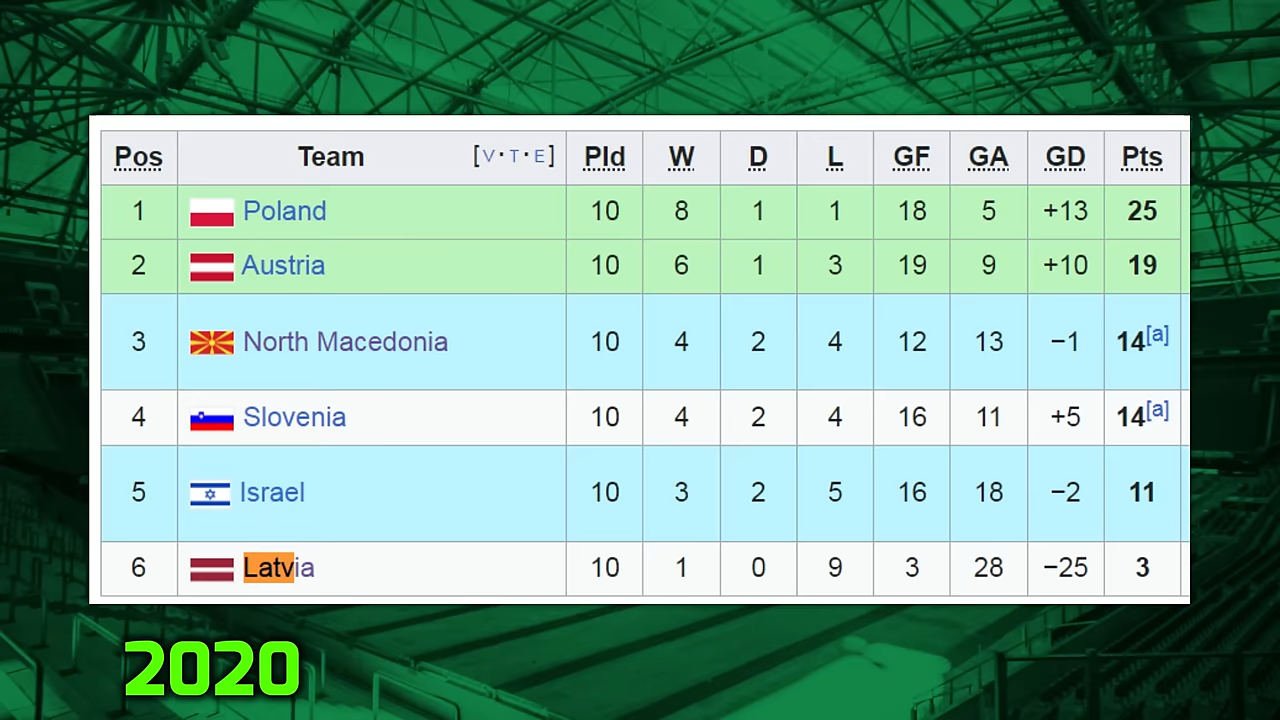 Pos Team [V·T·E] Pld W D L GF GA GD Pts
1 Poland 10 8 1 1 18 5 +13 25
2 Austria 10 6 1 3 19 9 +10 19
3 North Macedonia 10 4 2 4 12 13 −1 14[a]
4 Slovenia 10 4 2 4 16 11 +5 14[a]
5 Israel 10 3 2 5 16 18 −2 11
6 Latvia 10 1 0 9 3 28 −25 3
2020